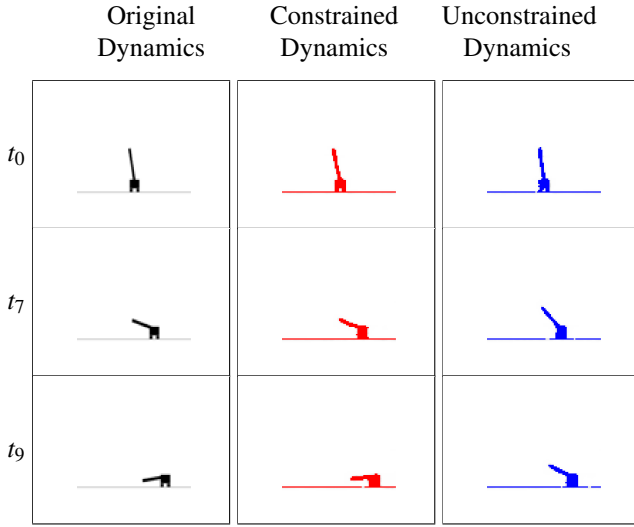 Original Constrained Unconstrained
Dynamics Dynamics Dynamics
t0
t7
t9